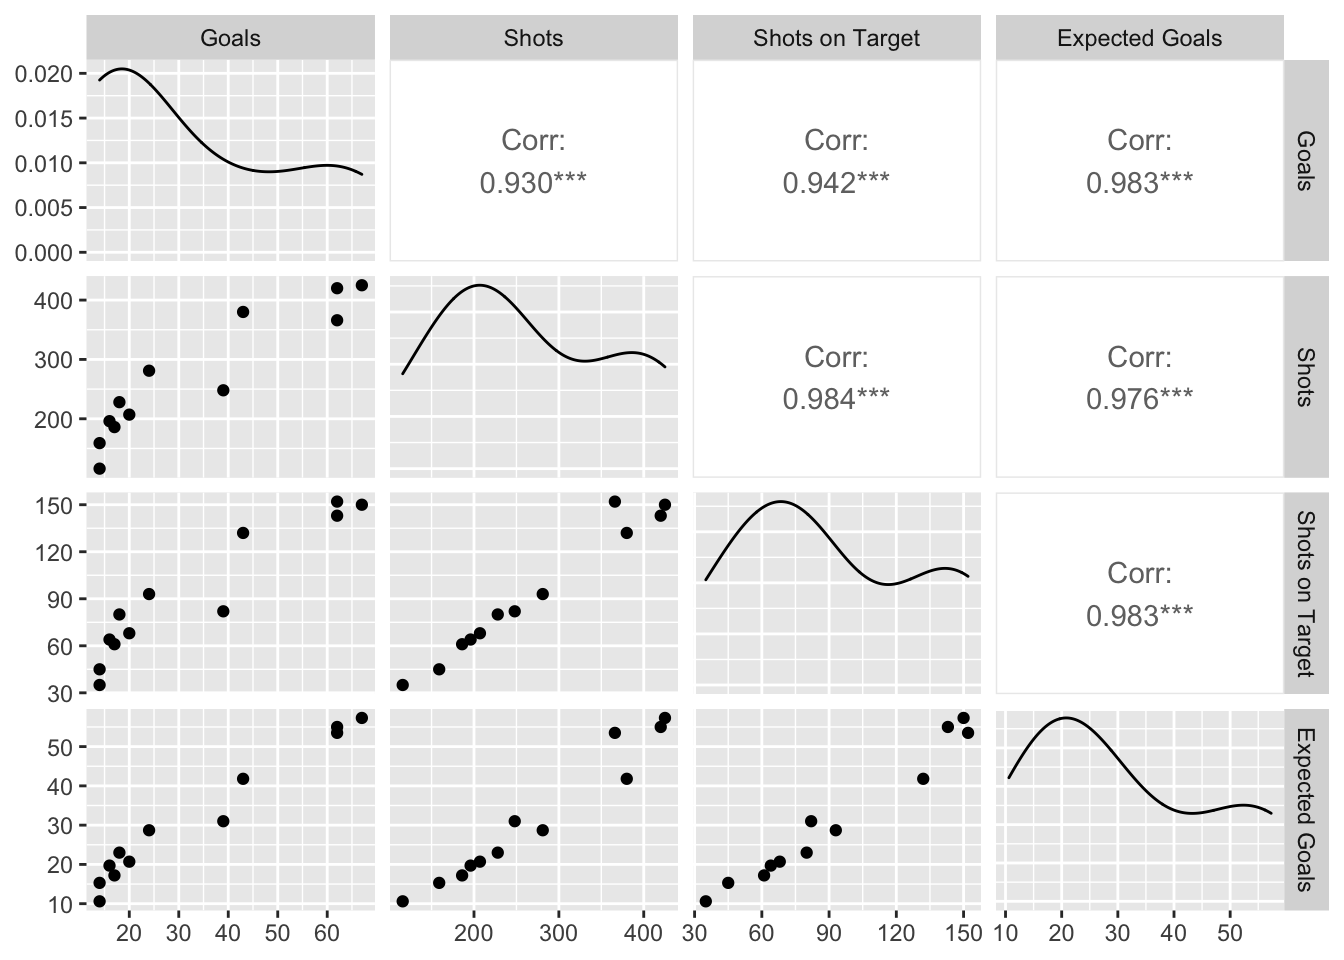 Goals Shots Shots on Target Expected Goals
0.020
0.015
0.010
0.005
0.000
Corr:
0.930***
Corr:
0.942***
Corr:
0.983***
Goals
400
300
200
Corr:
0.984***
Corr:
0.976***
Shots
150
120
90
60
30
Corr:
0.983***
Shots on Target
50
40
30
20
10
Expected Goals
20 30 40 50 60
200 300 400
30 60 90 120 150
10 20 30 40 50